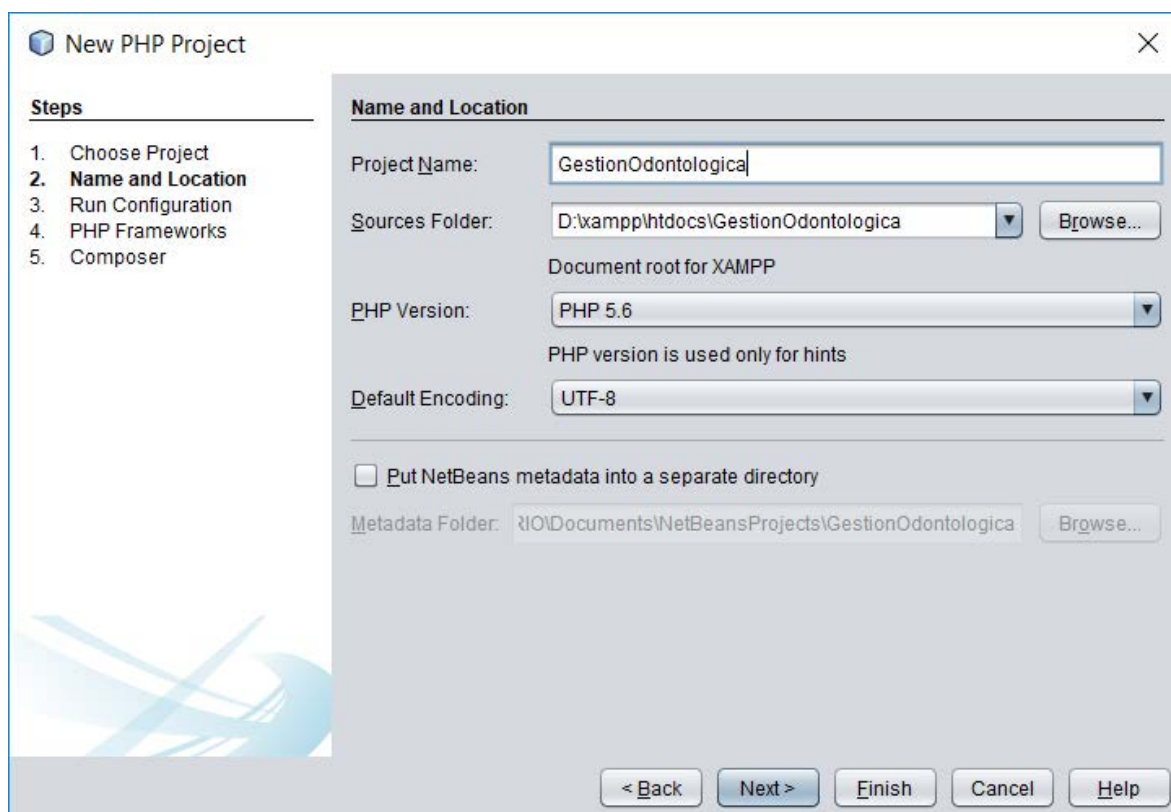 New PHP Project
Steps
1. Choose Project
2. Name and Location
3. Run Configuration
4. PHP Frameworks
5. Composer
Name and Location
Project Name: GestionOdontologica
Sources Folder: D:\xampp\htdocs\GestionOdontologica Browse...
Document root for XAMPP
PHP Version: PHP 5.6
PHP version is used only for hints
Default Encoding: UTF-8
Put NetBeans metadata into a separate directory
Metadata Folder: RIO\Documents\NetBeansProjects\GestionOdontologica Browse...
< Back Next > Finish Cancel Help